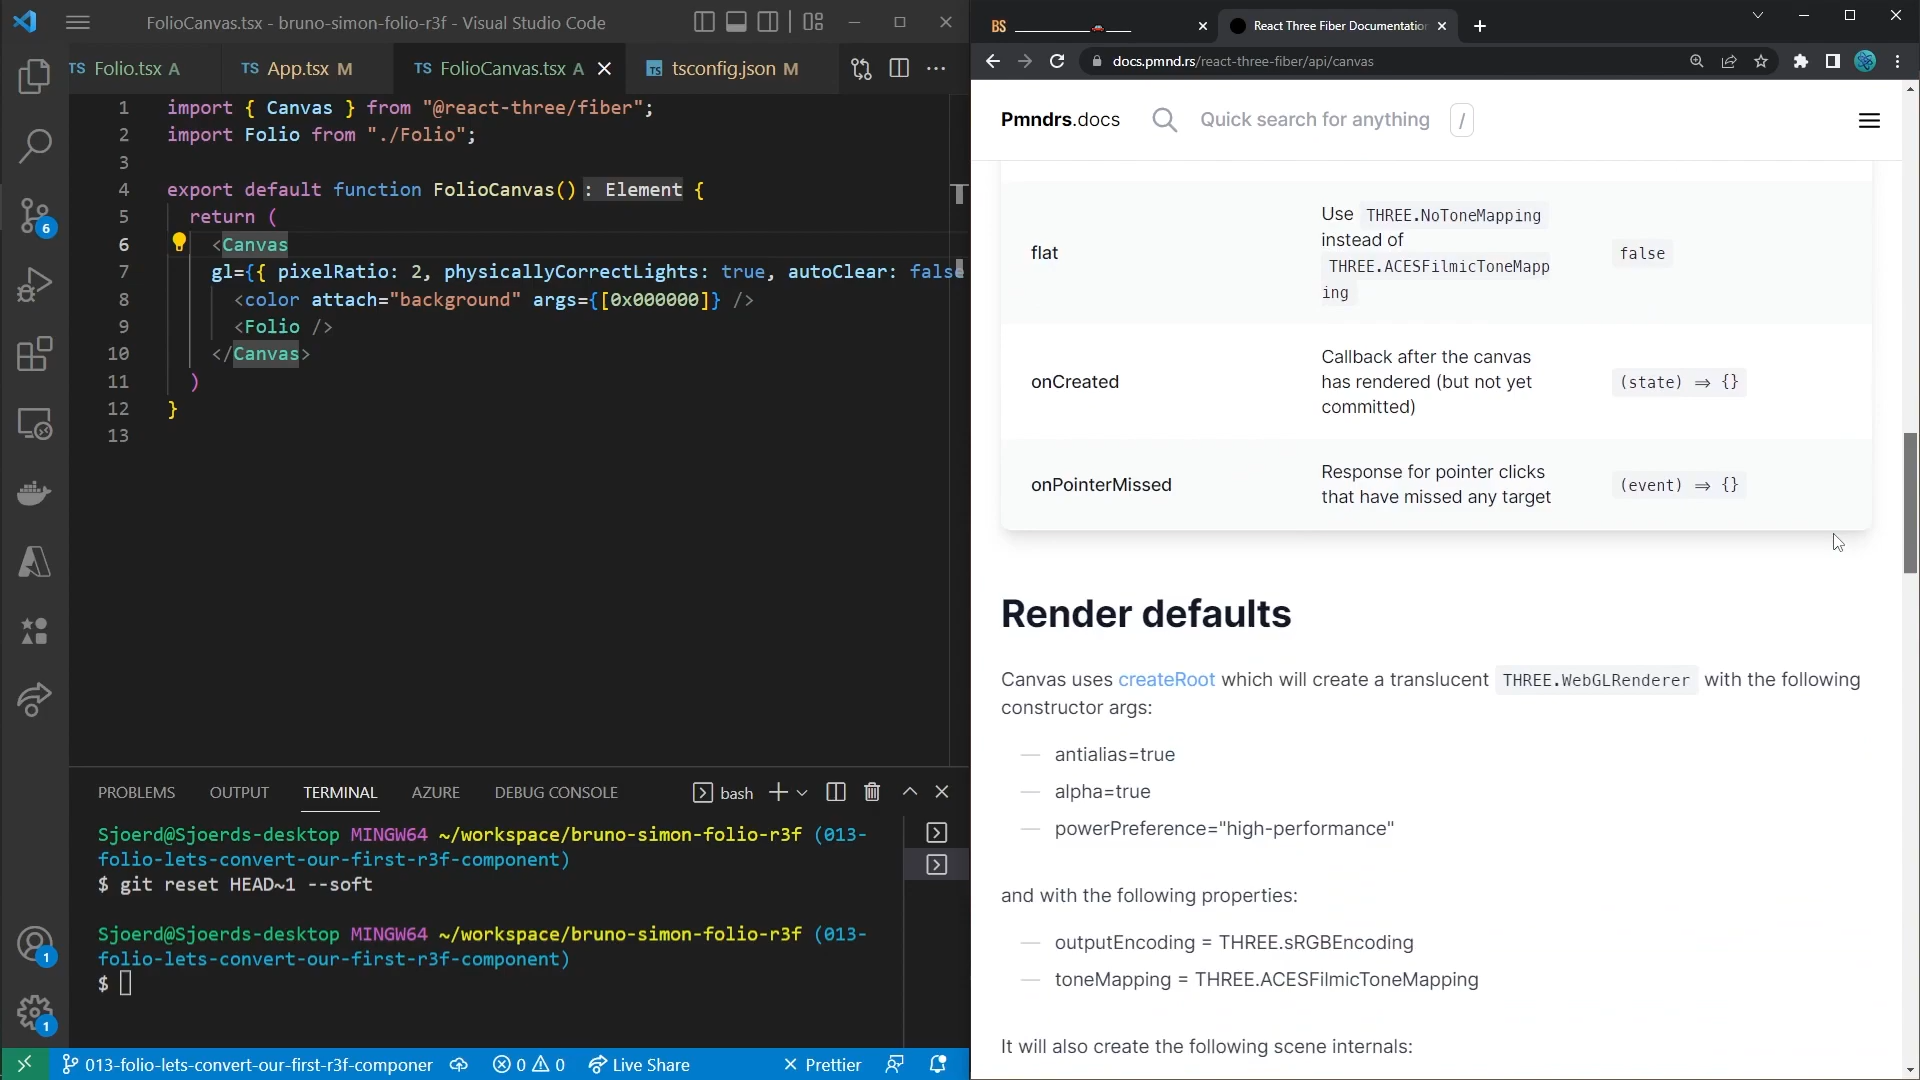 FolioCanvas.tsx - bruno-simon-folio-r3f - Visual Studio Code
TS Folio.tsx A
TS App.tsx M
TS FolioCanvas.tsx A
TS tsconfig.json M
1 import { Canvas } from "@react-three/fiber";
2 import Folio from "./Folio";
3
4 export default function FolioCanvas(): Element {
5 return (
6 <Canvas
7 gl={{ pixelRatio: 2, physicallyCorrectLights: true, autoClear: false
8 <color attach="background" args={[0x000000]} />
9 <Folio />
10 </Canvas>
11 )
12 }
13
6
1
1
PROBLEMS OUTPUT TERMINAL AZURE DEBUG CONSOLE bash
Sjoerd@Sjoerds-desktop MINGW64 ~/workspace/bruno-simon-folio-r3f (013-
folio-lets-convert-our-first-r3f-component)
$ git reset HEAD~1 --soft
Sjoerd@Sjoerds-desktop MINGW64 ~/workspace/bruno-simon-folio-r3f (013-
folio-lets-convert-our-first-r3f-component)
$
013-folio-lets-convert-our-first-r3f-componer 0 0 Live Share Prettier
BS
React Three Fiber Documentation
docs.pmnd.rs/react-three-fiber/api/canvas
Pmndrs.docs Quick search for anything /
flat
Use THREE.NoToneMapping
instead of
THREE.ACESFilmicToneMapp
ing
false
onCreated
Callback after the canvas
has rendered (but not yet
committed)
(state) ⇒ {}
onPointerMissed
Response for pointer clicks
that have missed any target
(event) ⇒ {}
Render defaults
Canvas uses createRoot which will create a translucent THREE.WebGLRenderer with the following
constructor args:
— antialias=true
— alpha=true
— powerPreference="high-performance"
and with the following properties:
— outputEncoding = THREE.sRGBEncoding
— toneMapping = THREE.ACESFilmicToneMapping
It will also create the following scene internals: